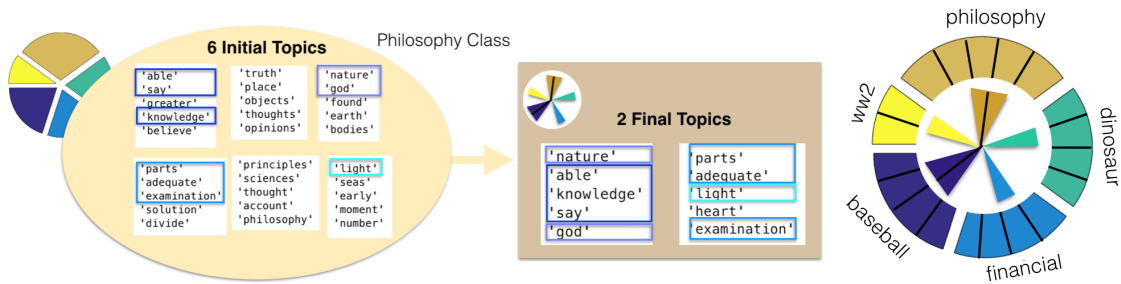 6 Initial Topics
Philosophy Class
'able'
'say'
'greater'
'knowledge'
'believe'
'truth'
'place'
'objects'
'thoughts'
'opinions'
'nature'
'god'
'found'
'earth'
'bodies'
'parts'
'adequate'
'examination'
'solution'
'divide'
'principles'
'sciences'
'thought'
'account'
'philosophy'
'light'
'seas'
'early'
'moment'
'number'
2 Final Topics
'nature'
'able'
'knowledge'
'say'
'god'
'parts'
'adequate'
'light'
'heart'
'examination'
philosophy
ww2
dinosaur
baseball
financial